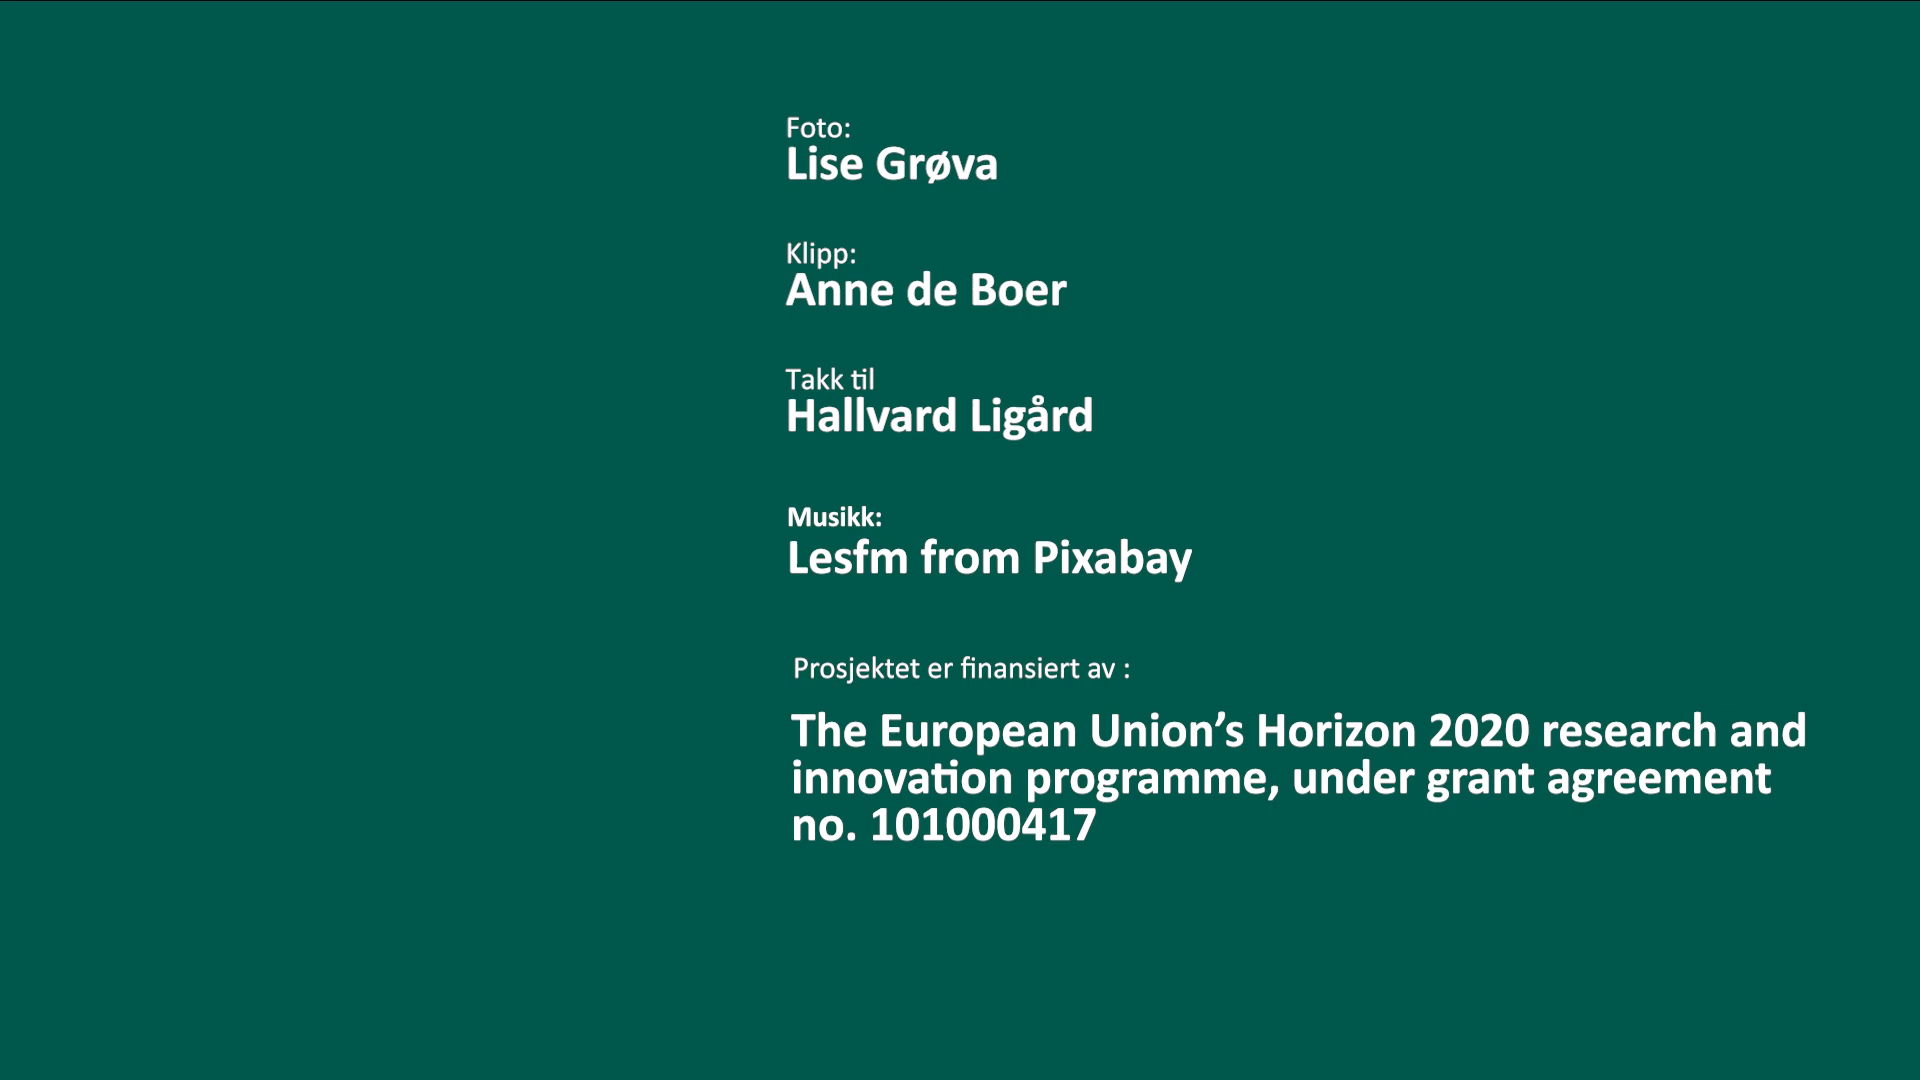 Foto:
Lise Grøva
Klipp:
Anne de Boer
Takk til
Hallvard Ligård
Musikk:
Lesfm from Pixabay
Prosjektet er finansiert av :
The European Union’s Horizon 2020 research and
innovation programme, under grant agreement
no. 101000417